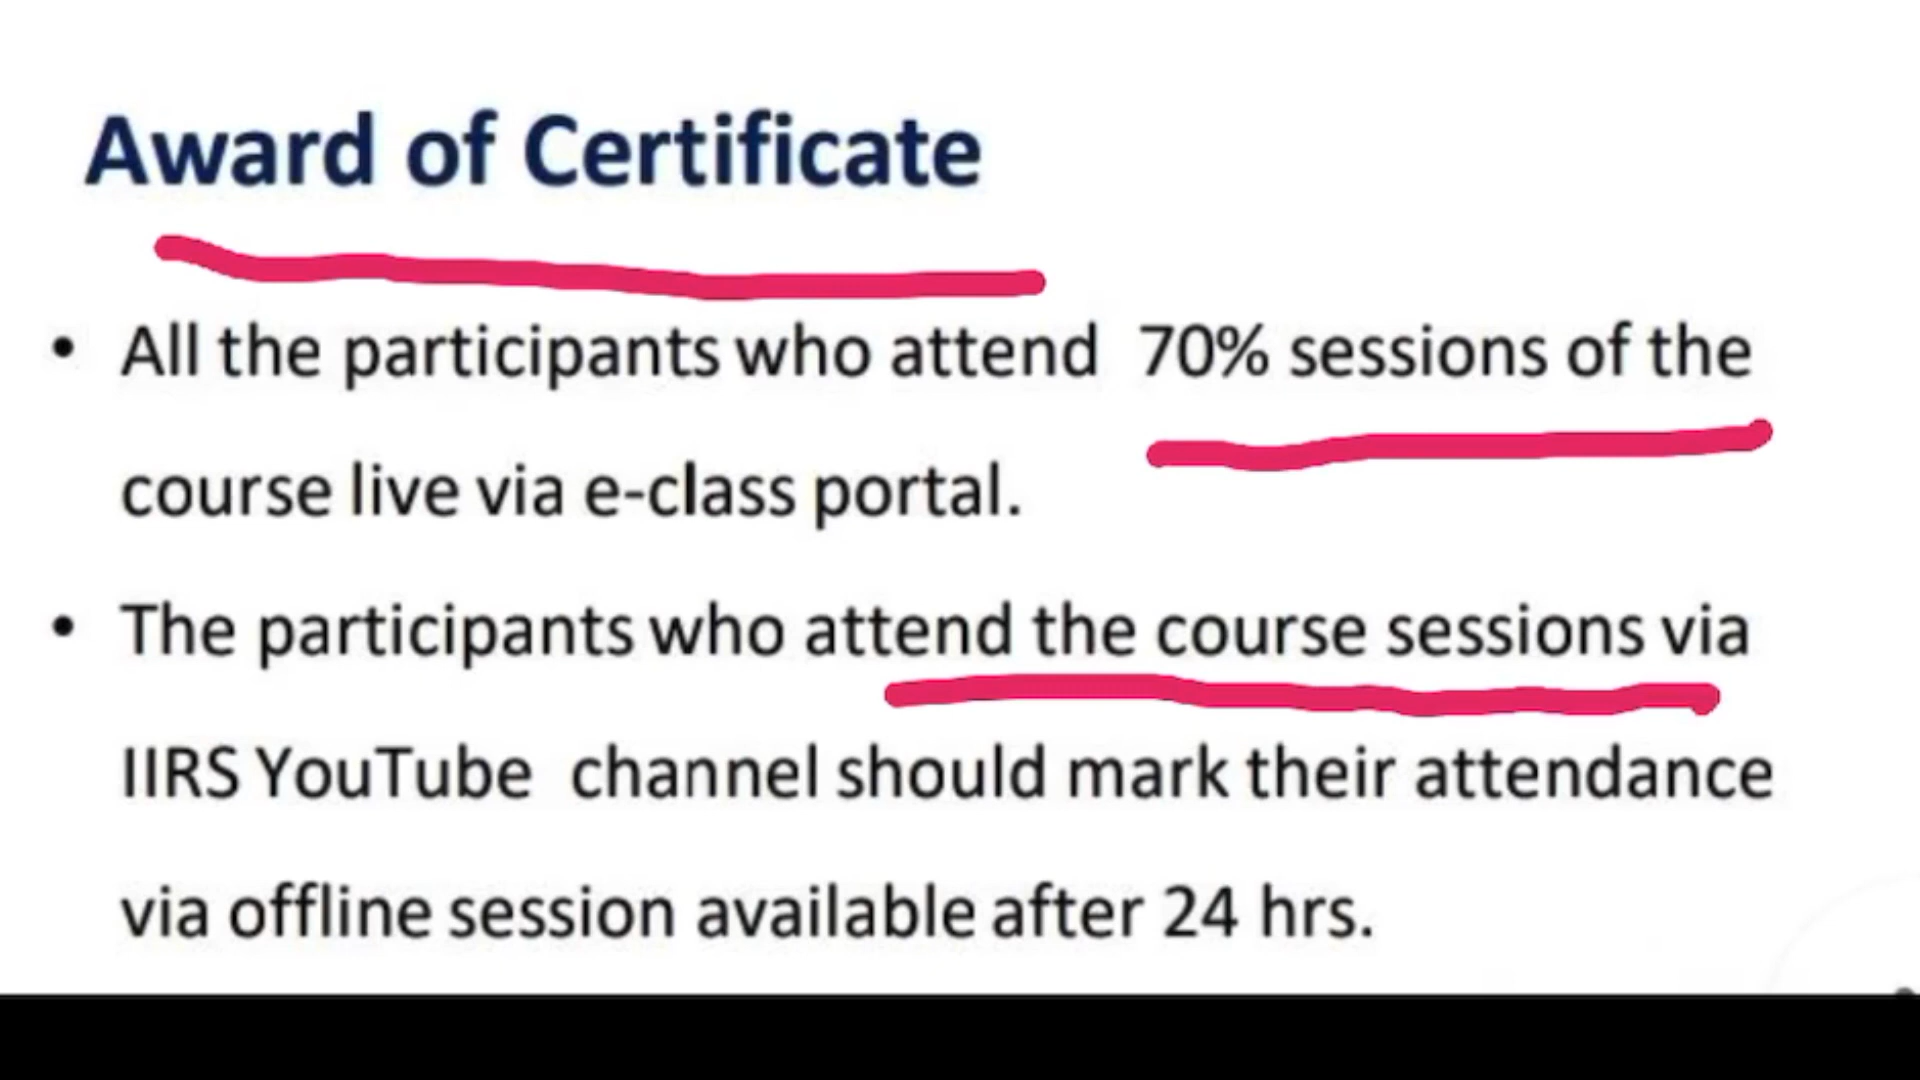 Award of Certificate
• All the participants who attend 70% sessions of the
course live via e-class portal.
• The participants who attend the course sessions via
IIRS YouTube channel should mark their attendance
via offline session available after 24 hrs.